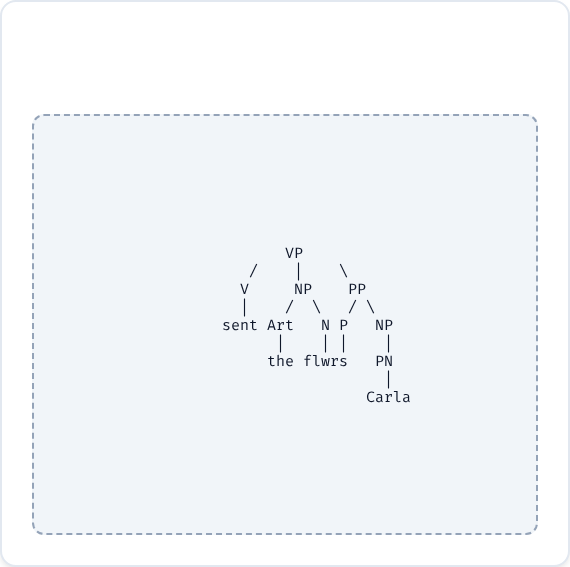 VP
   /    |    \
  V     NP    PP
  |    / \   / \
sent Art   N P   NP
      |    | |    |
     the flwrs   PN
                  |
                Carla